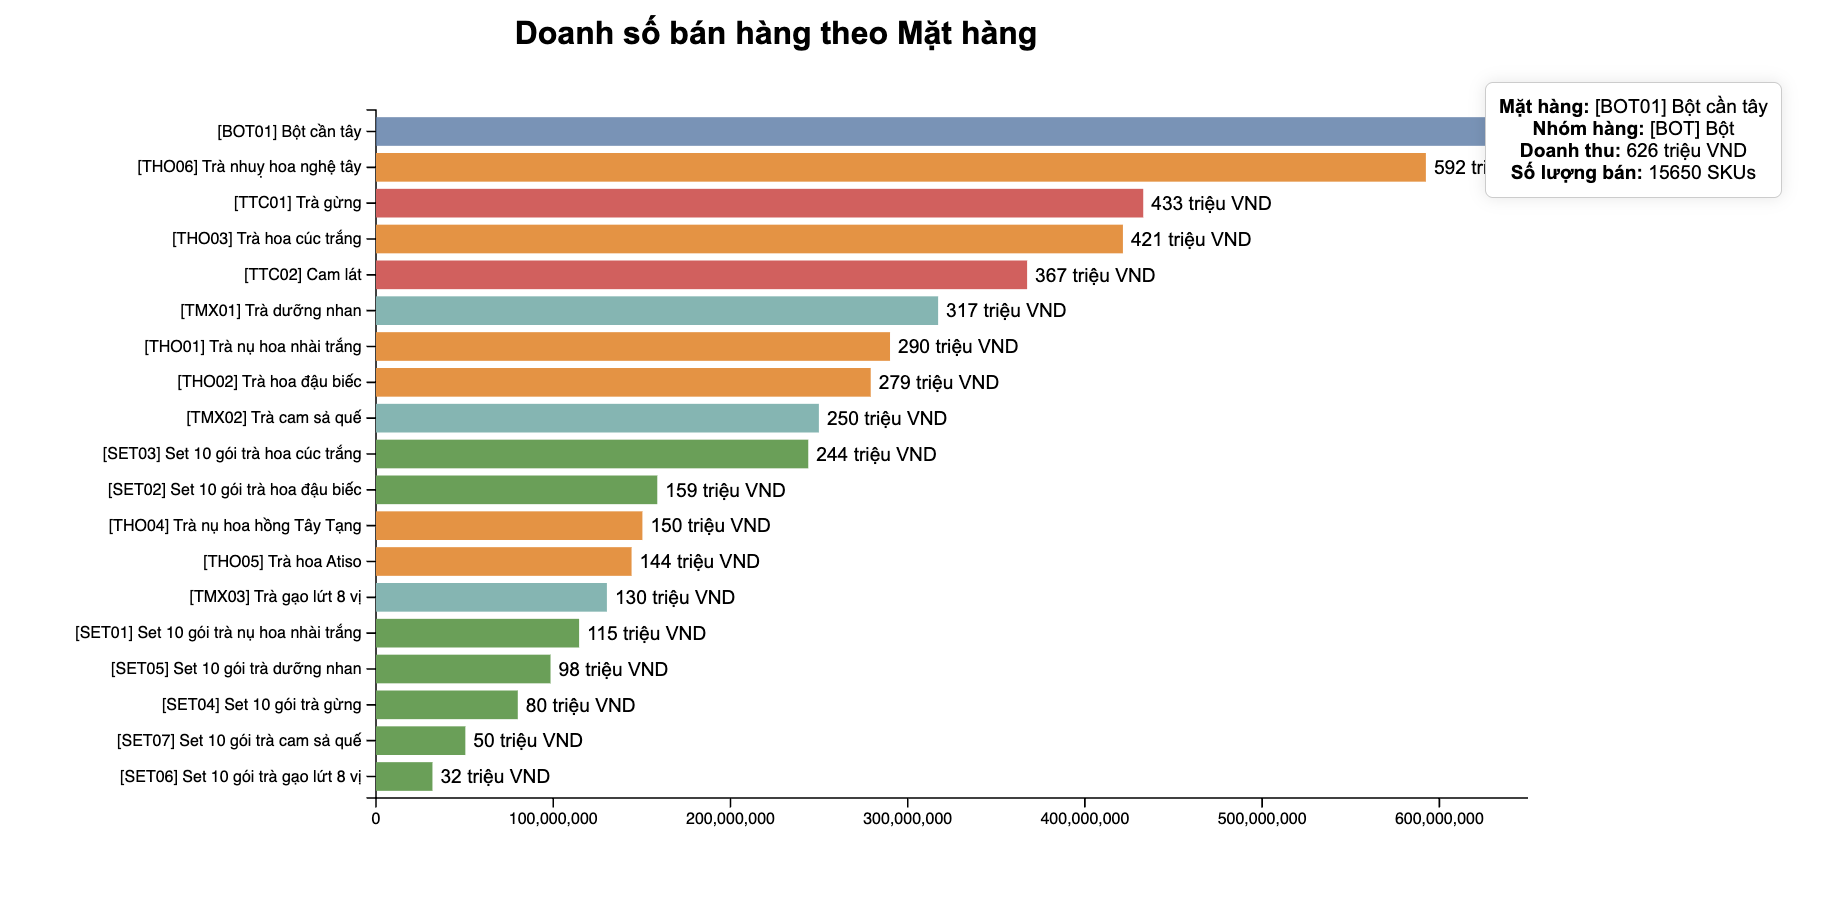 Doanh số bán hàng theo Mặt hàng
Mặt hàng: [BOT01] Bột cần tây
Nhóm hàng: [BOT] Bột
Doanh thu: 626 triệu VND
Số lượng bán: 15650 SKUs
[BOT01] Bột cần tây
[THO06] Trà nhuỵ hoa nghệ tây 592
[TTC01] Trà gừng 433 triệu VND
[THO03] Trà hoa cúc trắng 421 triệu VND
[TTC02] Cam lát 367 triệu VND
[TMX01] Trà dưỡng nhan 317 triệu VND
[THO01] Trà nụ hoa nhài trắng 290 triệu VND
[THO02] Trà hoa đậu biếc 279 triệu VND
[TMX02] Trà cam sả quế 250 triệu VND
[SET03] Set 10 gói trà hoa cúc trắng 244 triệu VND
[SET02] Set 10 gói trà hoa đậu biếc 159 triệu VND
[THO04] Trà nụ hoa hồng Tây Tạng 150 triệu VND
[THO05] Trà hoa Atiso 144 triệu VND
[TMX03] Trà gạo lứt 8 vị 130 triệu VND
[SET01] Set 10 gói trà nụ hoa nhài trắng 115 triệu VND
[SET05] Set 10 gói trà dưỡng nhan 98 triệu VND
[SET04] Set 10 gói trà gừng 80 triệu VND
[SET07] Set 10 gói trà cam sả quế 50 triệu VND
[SET06] Set 10 gói trà gạo lứt 8 vị 32 triệu VND
0 100,000,000 200,000,000 300,000,000 400,000,000 500,000,000 600,000,000